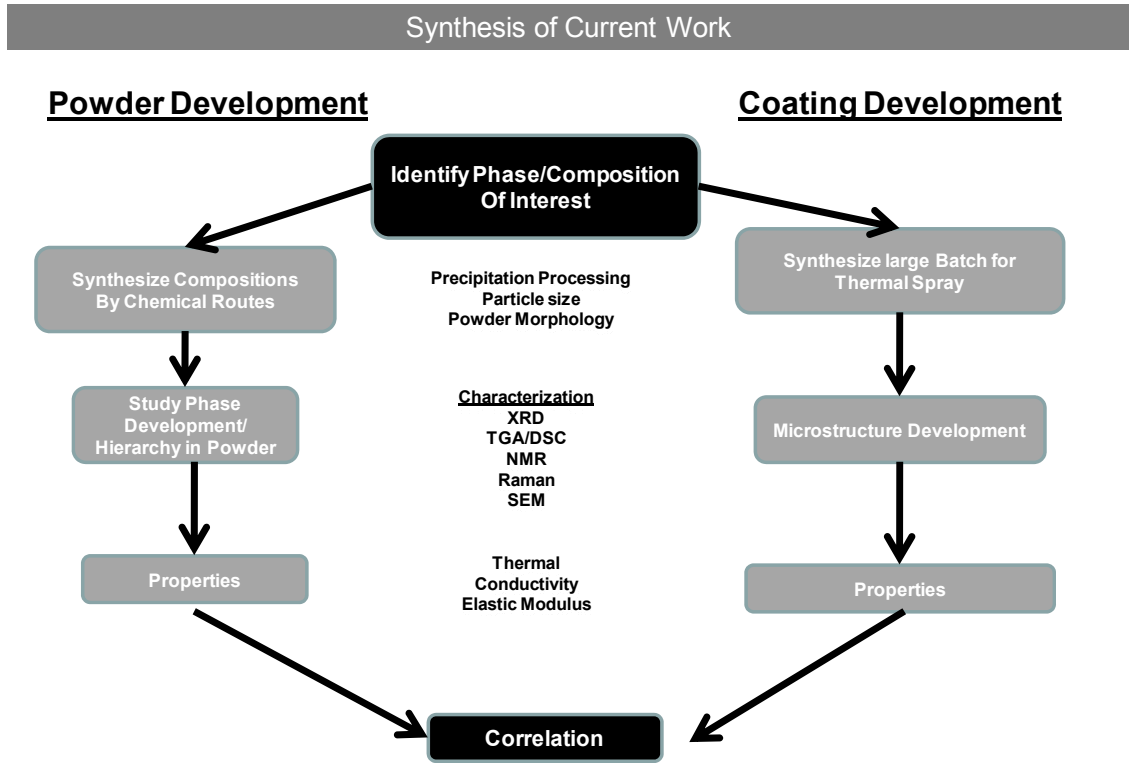 Synthesis of Current Work
Powder Development
Coating Development
Identify Phase/Composition
Of Interest
Synthesize Compositions
By Chemical Routes
Precipitation Processing
Particle size
Powder Morphology
Synthesize large Batch for
Thermal Spray
Study Phase
Development/
Hierarchy in Powder
Characterization
XRD
TGA/DSC
NMR
Raman
SEM
Microstructure Development
Properties
Thermal
Conductivity
Elastic Modulus
Properties
Correlation